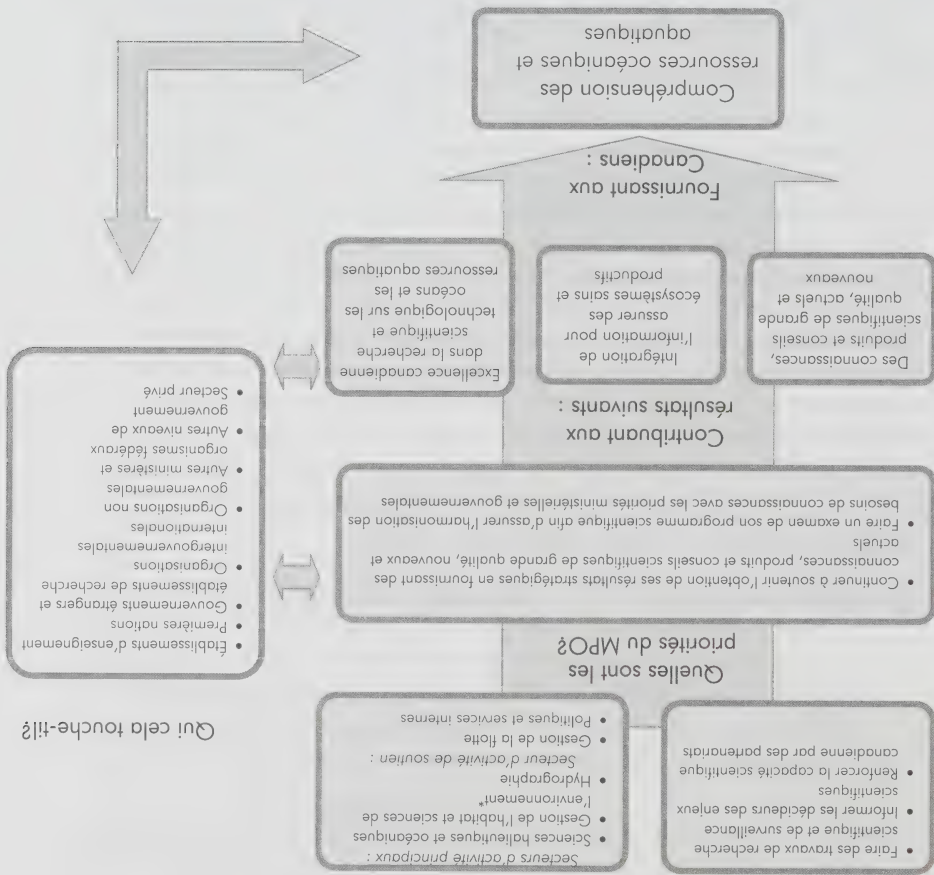 • Faire des travaux de recherche
scientifique et de surveillance
• Informer les décideurs des enjeux
scientifiques
• Renforcer la capacité scientifique
canadienne par des partenariats
Secteurs d'activité principaux :
• Sciences halieutiques et océaniques
• Gestion de l'habitat et sciences de
l'environnement*
• Hydrographie
Secteur d'activité de soutien :
• Gestion de la flotte
• Politiques et services internes
Qui cela touche-til?
Quelles sont les
priorités du MPO?
• Continuer à soutenir l'obtention de ses résultats stratégiques en fournissant des
connaissances, produits et conseils scientifiques de grande qualité, nouveaux et
actuels
• Faire un examen de son programme scientifique afin d'assurer l'harmonisation des
besoins de connaissances avec les priorités ministérielles et gouvernementales
• Établissements d'enseignement
• Premières nations
• Gouvernements étrangers et
établissements de recherche
• Organisations
intergouvernementales
internationales
• Organisations non
gouvernementales
• Autres ministères et
organismes fédéraux
• Autres niveaux de
gouvernement
• Secteur privé
Contribuant aux
résultats suivants :
Des connaissances,
produits et conseils
scientifiques de grande
qualité, actuels et
nouveaux
Intégration de
l'information pour
assurer des
écosystèmes sains et
productifs
Excellence canadienne
dans la recherche
scientifique et
technologique sur les
océans et les
ressources aquatiques
Fournissant aux
Canadiens :
Compréhension des
ressources océaniques et
aquatiques